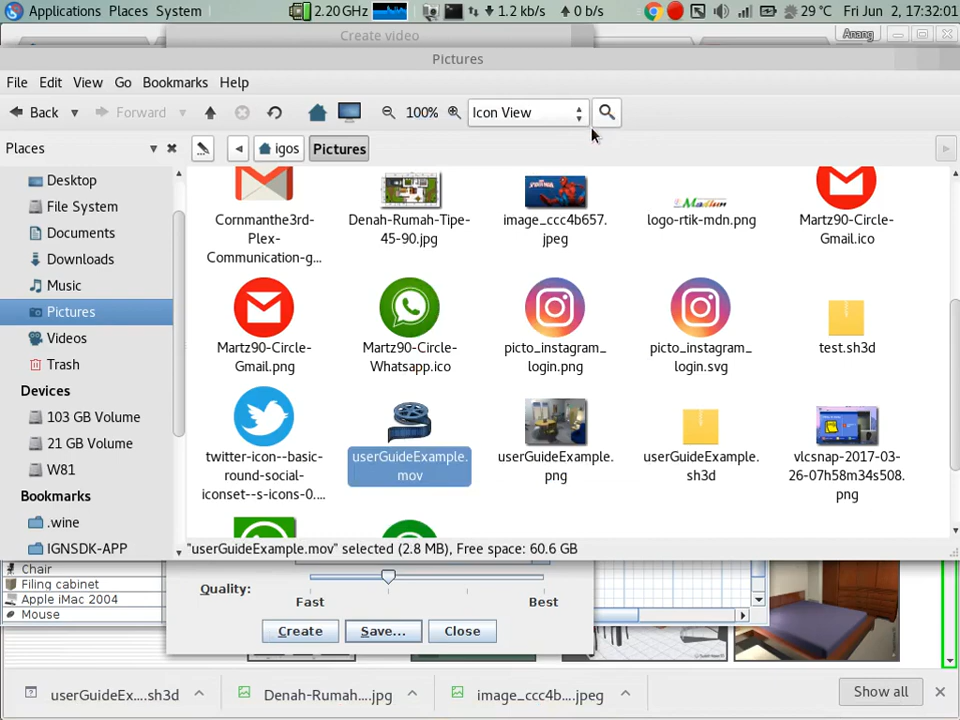 Applications Places System 2.20 GHz 1.2 kb/s 0 b/s 29 °C Fri Jun 2, 17:32:01
Create video
Anang
Pictures
File Edit View Go Bookmarks Help
Back Forward 100% Icon View
Places igos Pictures
Desktop
File System
Documents
Downloads
Music
Pictures
Videos
Trash
Devices
103 GB Volume
21 GB Volume
W81
Bookmarks
.wine
IGNSDK-APP
Cornmanthe3rd-
Plex-
Communication-g...
Denah-Rumah-Tipe-
45-90.jpg
image_ccc4b657.
jpeg
logo-rtik-mdn.png
Martz90-Circle-
Gmail.ico
Martz90-Circle-
Gmail.png
Martz90-Circle-
Whatsapp.ico
picto_instagram_
login.png
picto_instagram_
login.svg
test.sh3d
twitter-icon--basic-
round-social-
iconset--s-icons-0....
userGuideExample.
mov
userGuideExample.
png
userGuideExample.
sh3d
vlcsnap-2017-03-
26-07h58m34s508.
png
"userGuideExample.mov" selected (2.8 MB), Free space: 60.6 GB
Chair
Filing cabinet
Apple iMac 2004
Mouse
Quality:
Fast Best
Create Save... Close
userGuideEx....sh3d Denah-Rumah....jpg image_ccc4b....jpeg Show all